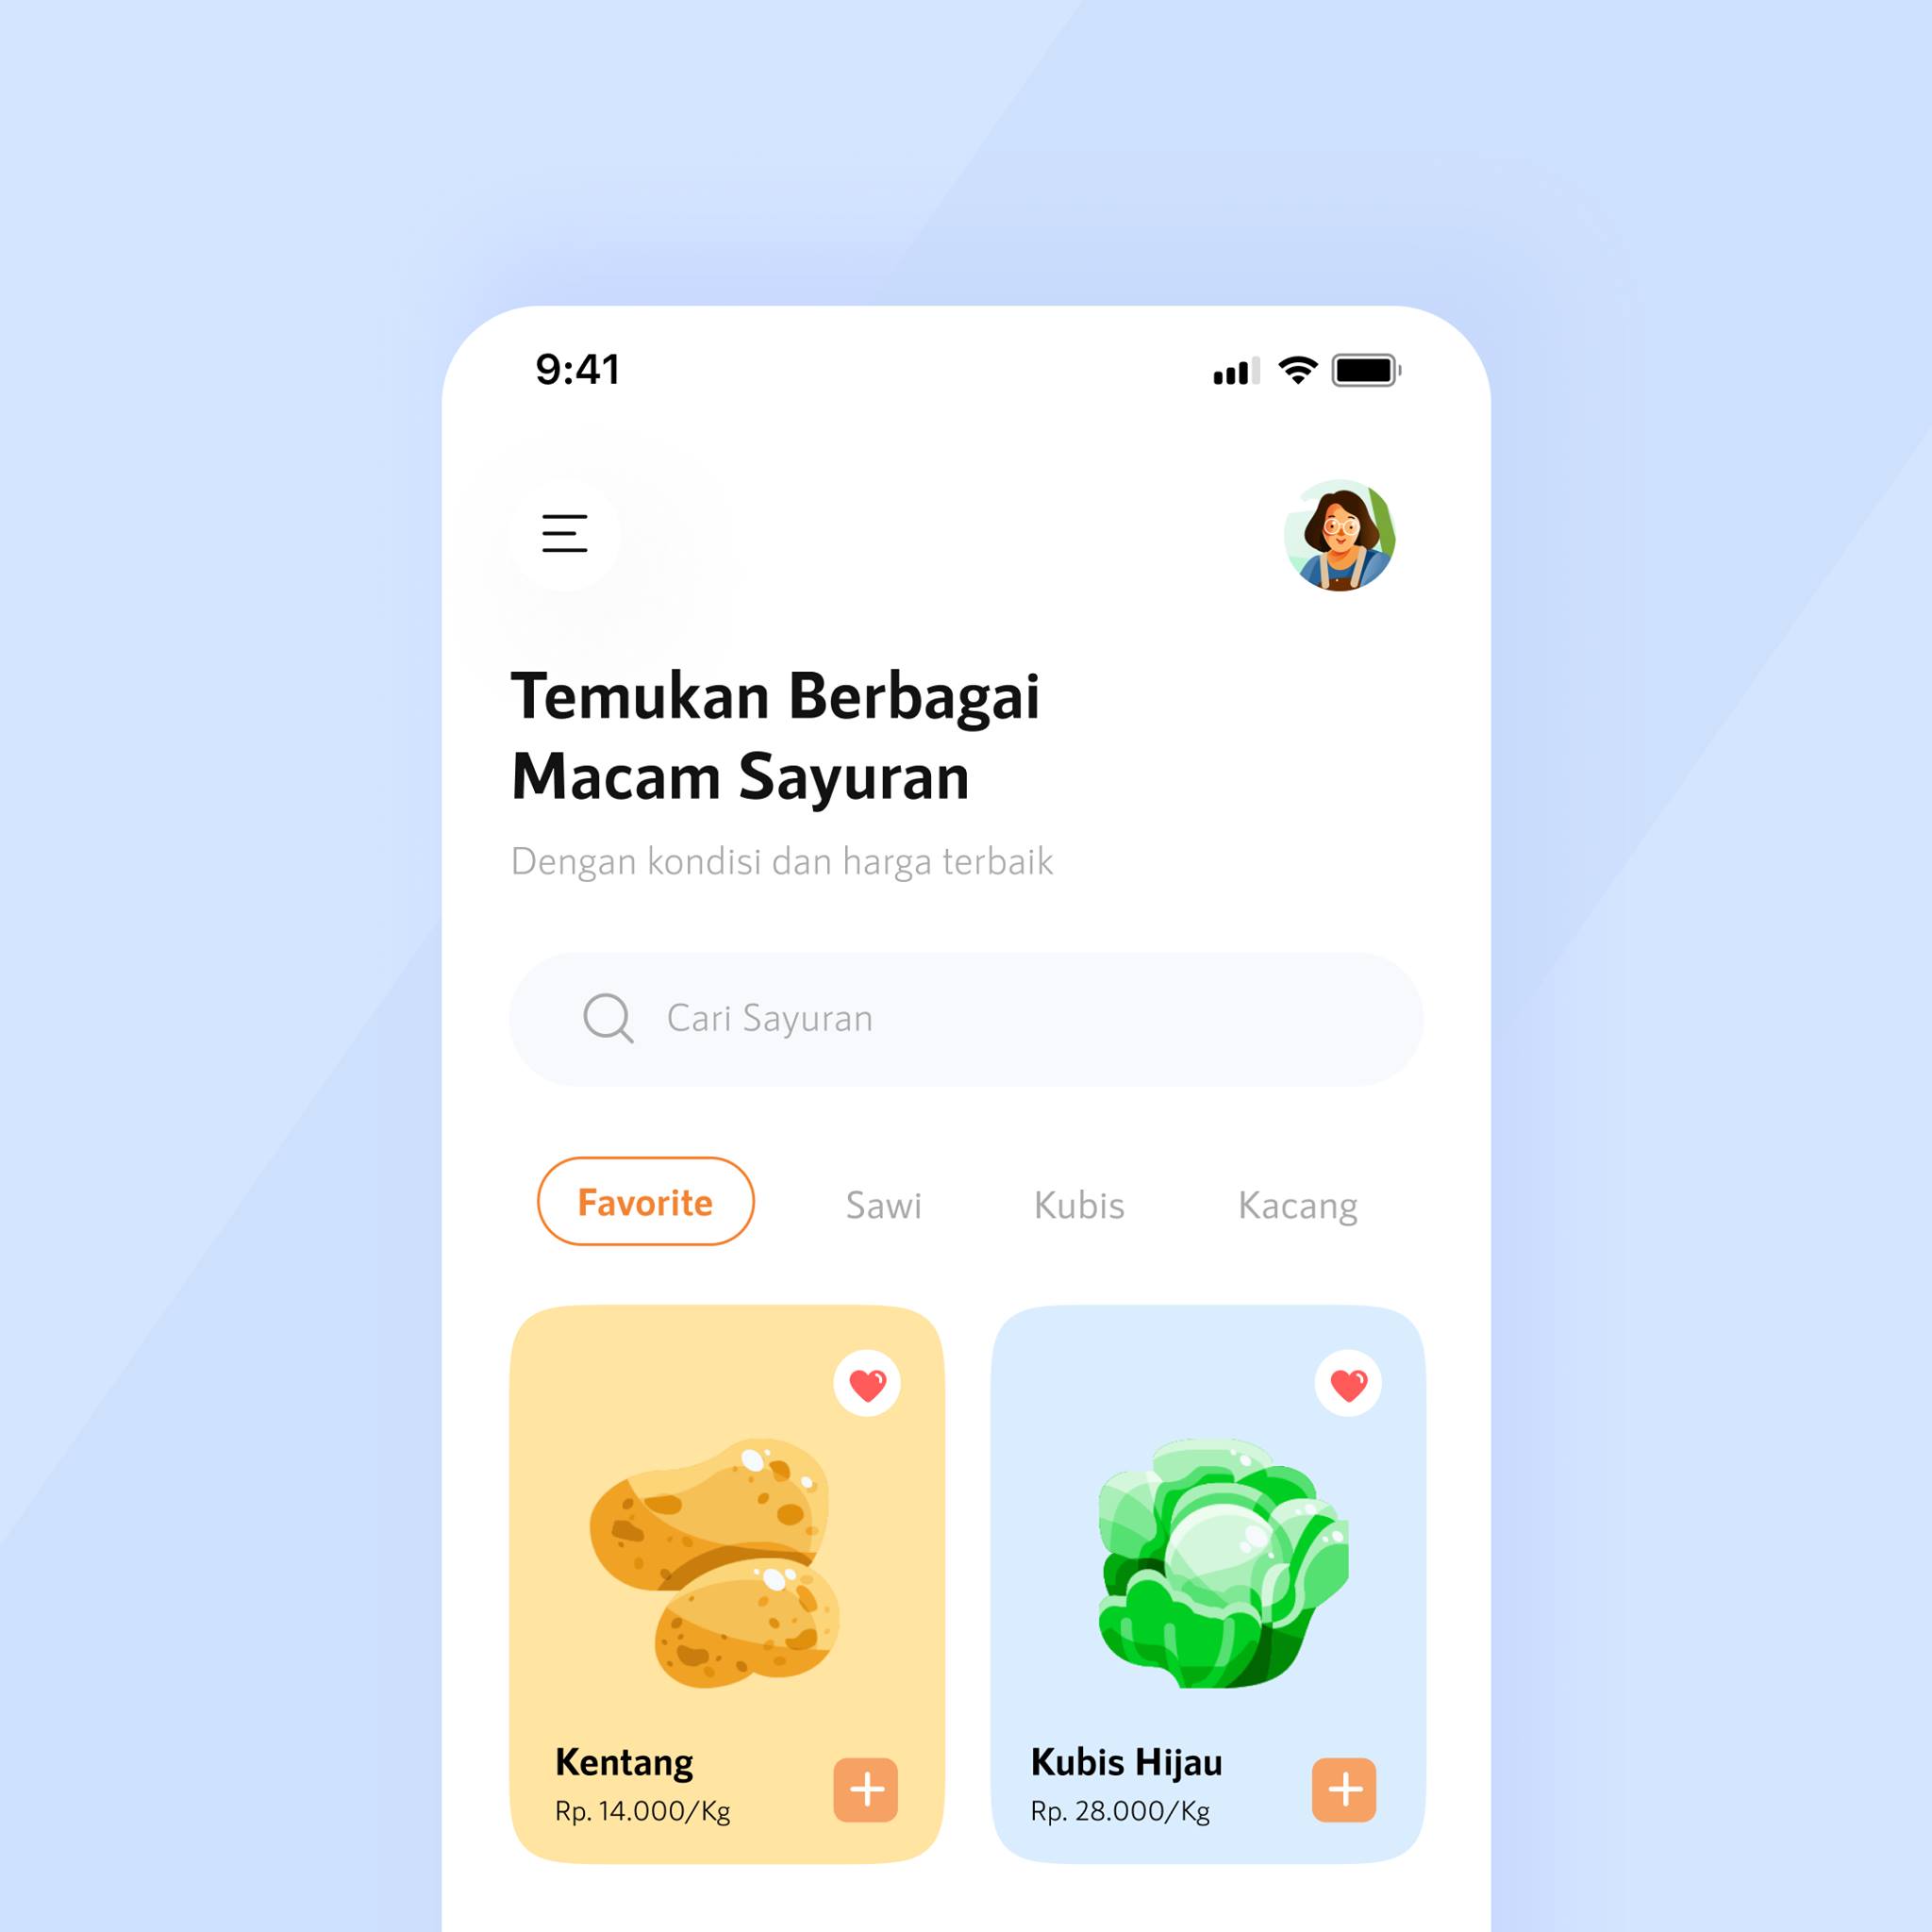 9:41
Temukan Berbagai
Macam Sayuran
Dengan kondisi dan harga terbaik
Cari Sayuran
Favorite Sawi Kubis Kacang
Kentang
Rp. 14.000/Kg
Kubis Hijau
Rp. 28.000/Kg